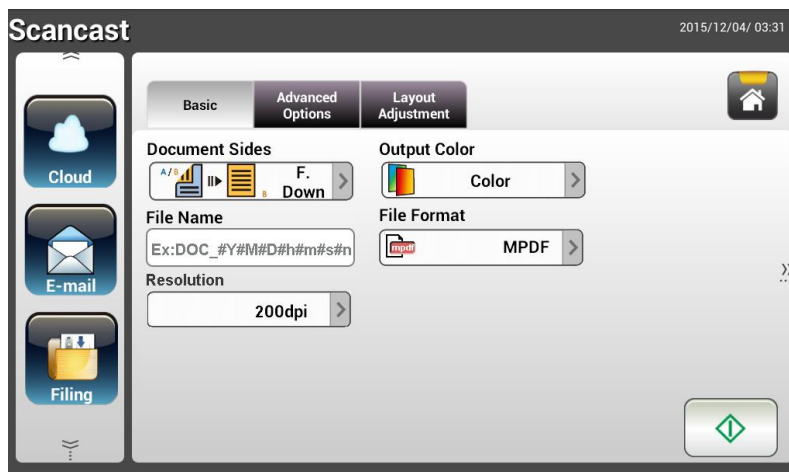 Scancast
2015/12/04/ 03:31
Cloud
E-mail
Filing
Basic
Advanced
Options
Layout
Adjustment
Document Sides
A/B
B
F.
Down
Output Color
Color
File Name
Ex:DOC_#Y#M#D#h#m#s#n
File Format
mpdf
MPDF
Resolution
200dpi